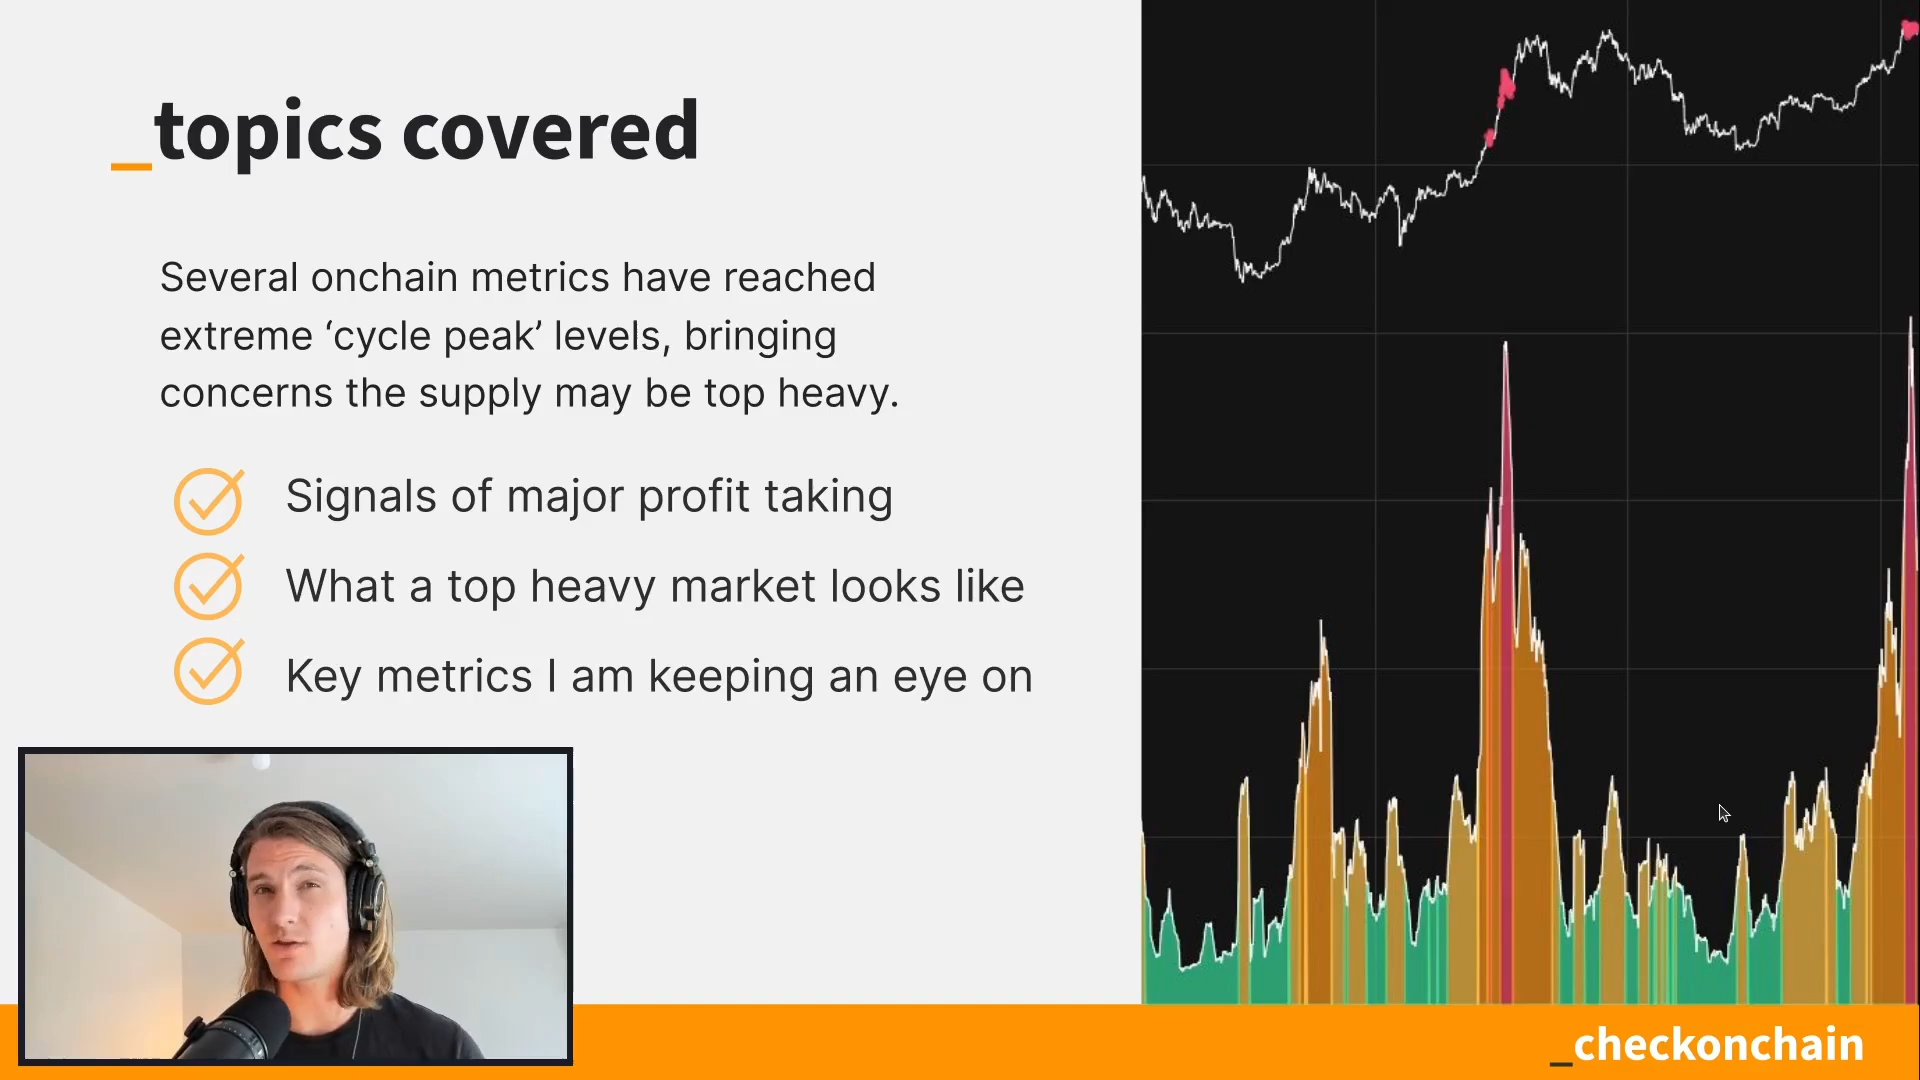 _topics covered
Several onchain metrics have reached
extreme ‘cycle peak’ levels, bringing
concerns the supply may be top heavy.
Signals of major profit taking
What a top heavy market looks like
Key metrics I am keeping an eye on
_checkonchain